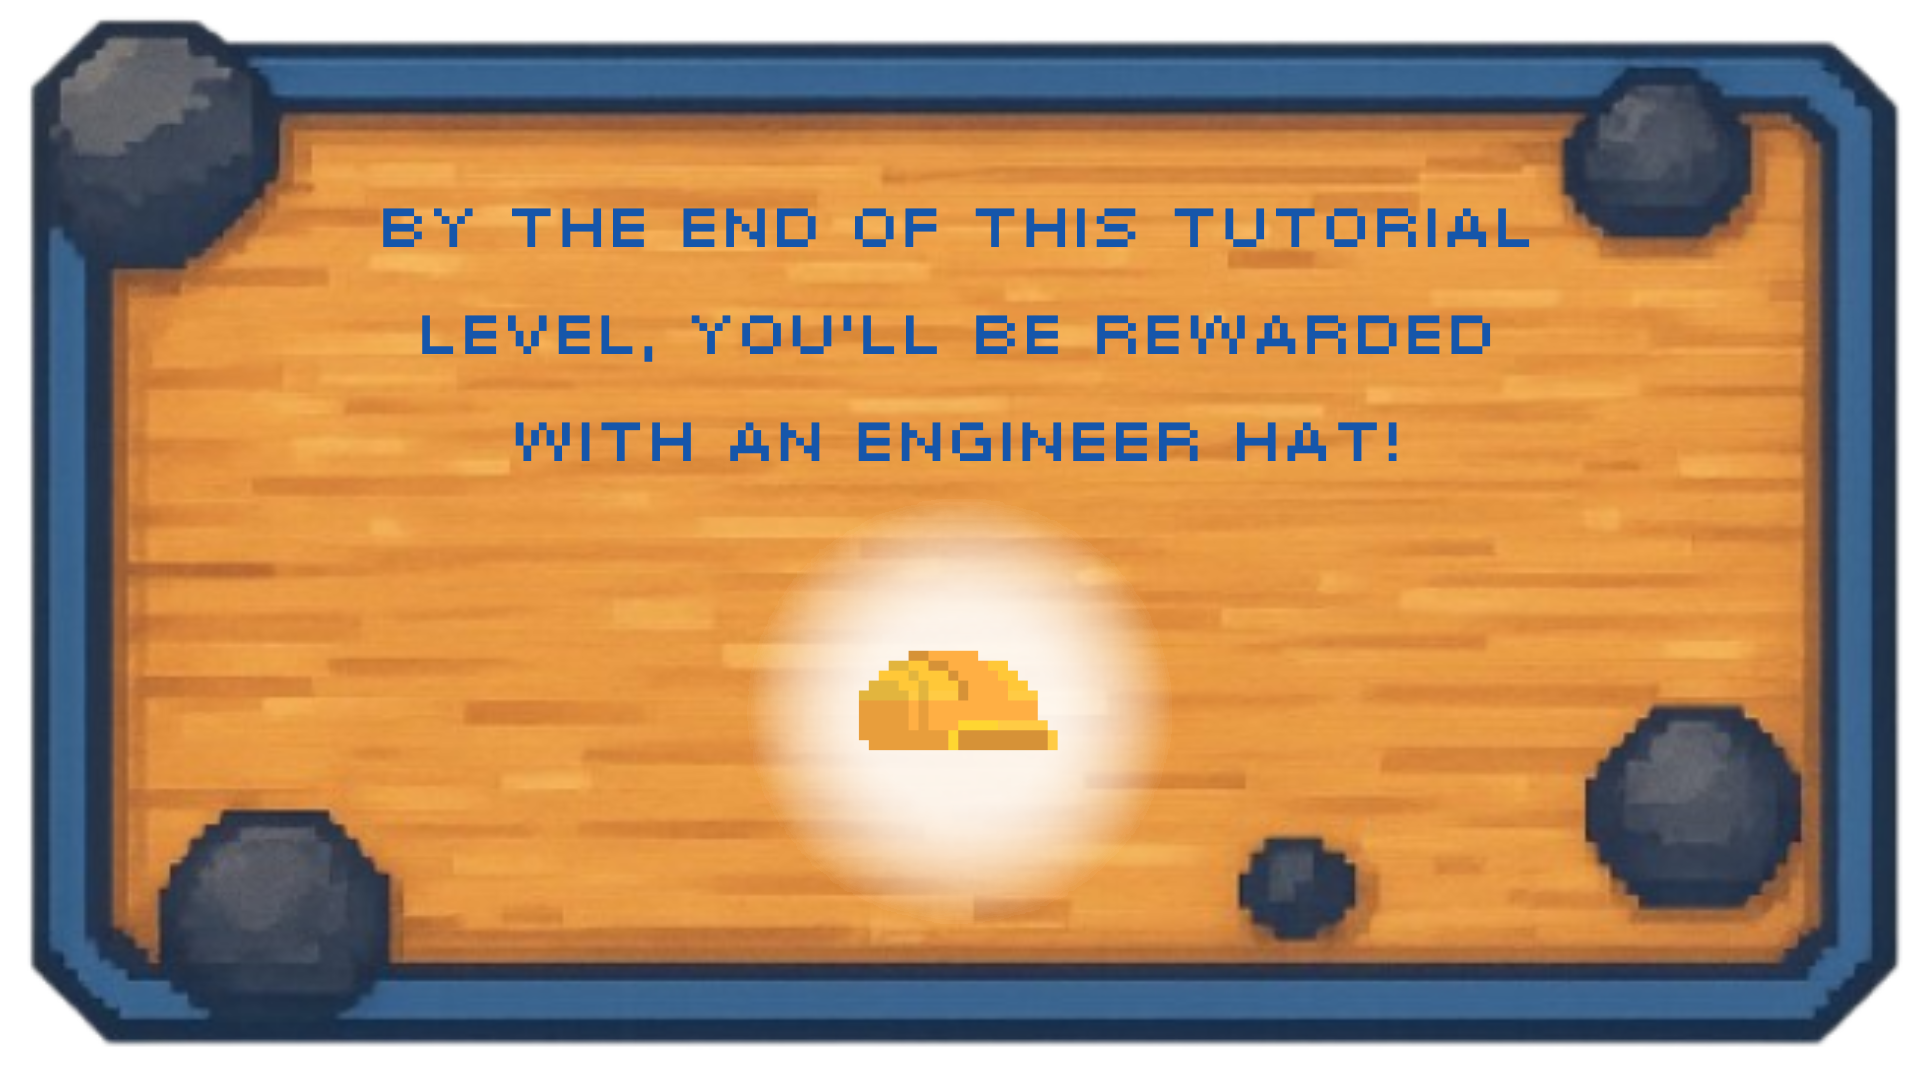 BY THE END OF THIS TUTORIAL
LEVEL, YOU'LL BE REWARDED
WITH AN ENGINEER HAT!